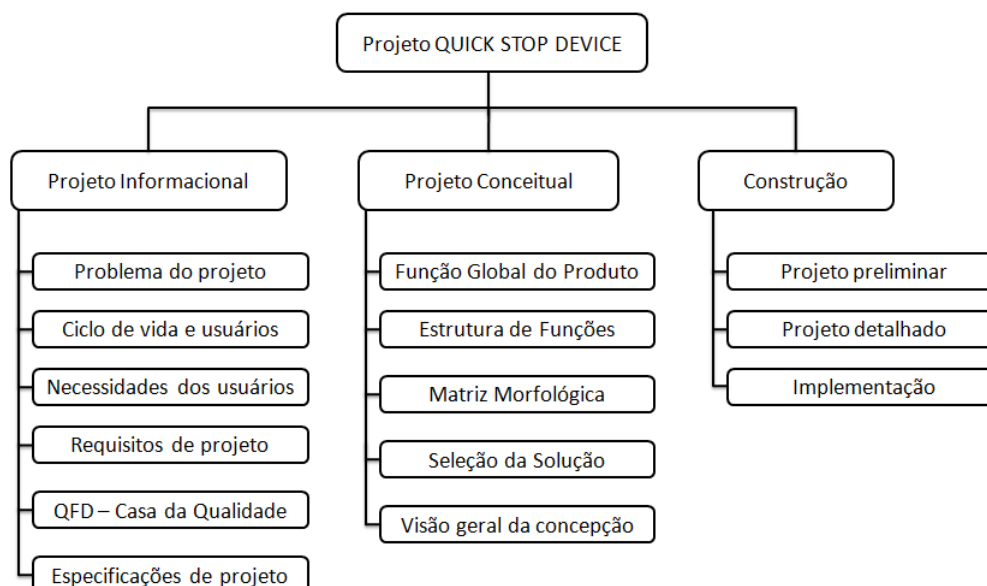 Projeto QUICK STOP DEVICE
Projeto Informacional
Problema do projeto
Ciclo de vida e usuários
Necessidades dos usuários
Requisitos de projeto
QFD – Casa da Qualidade
Especificações de projeto
Projeto Conceitual
Função Global do Produto
Estrutura de Funções
Matriz Morfológica
Seleção da Solução
Visão geral da concepção
Construção
Projeto preliminar
Projeto detalhado
Implementação